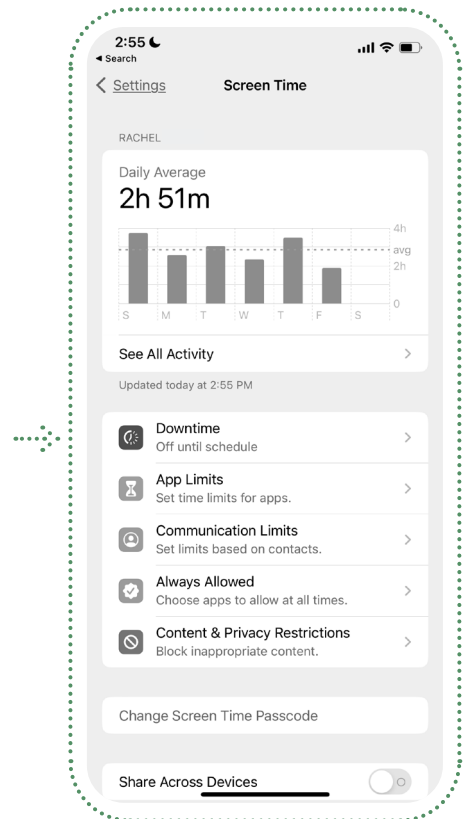 2:55
◀ Search
Settings
Screen Time
RACHEL
Daily Average
2h 51m
4h
avg
2h
0
S M T W T F S
See All Activity
Updated today at 2:55 PM
Downtime
Off until schedule
App Limits
Set time limits for apps.
Communication Limits
Set limits based on contacts.
Always Allowed
Choose apps to allow at all times.
Content & Privacy Restrictions
Block inappropriate content.
Change Screen Time Passcode
Share Across Devices